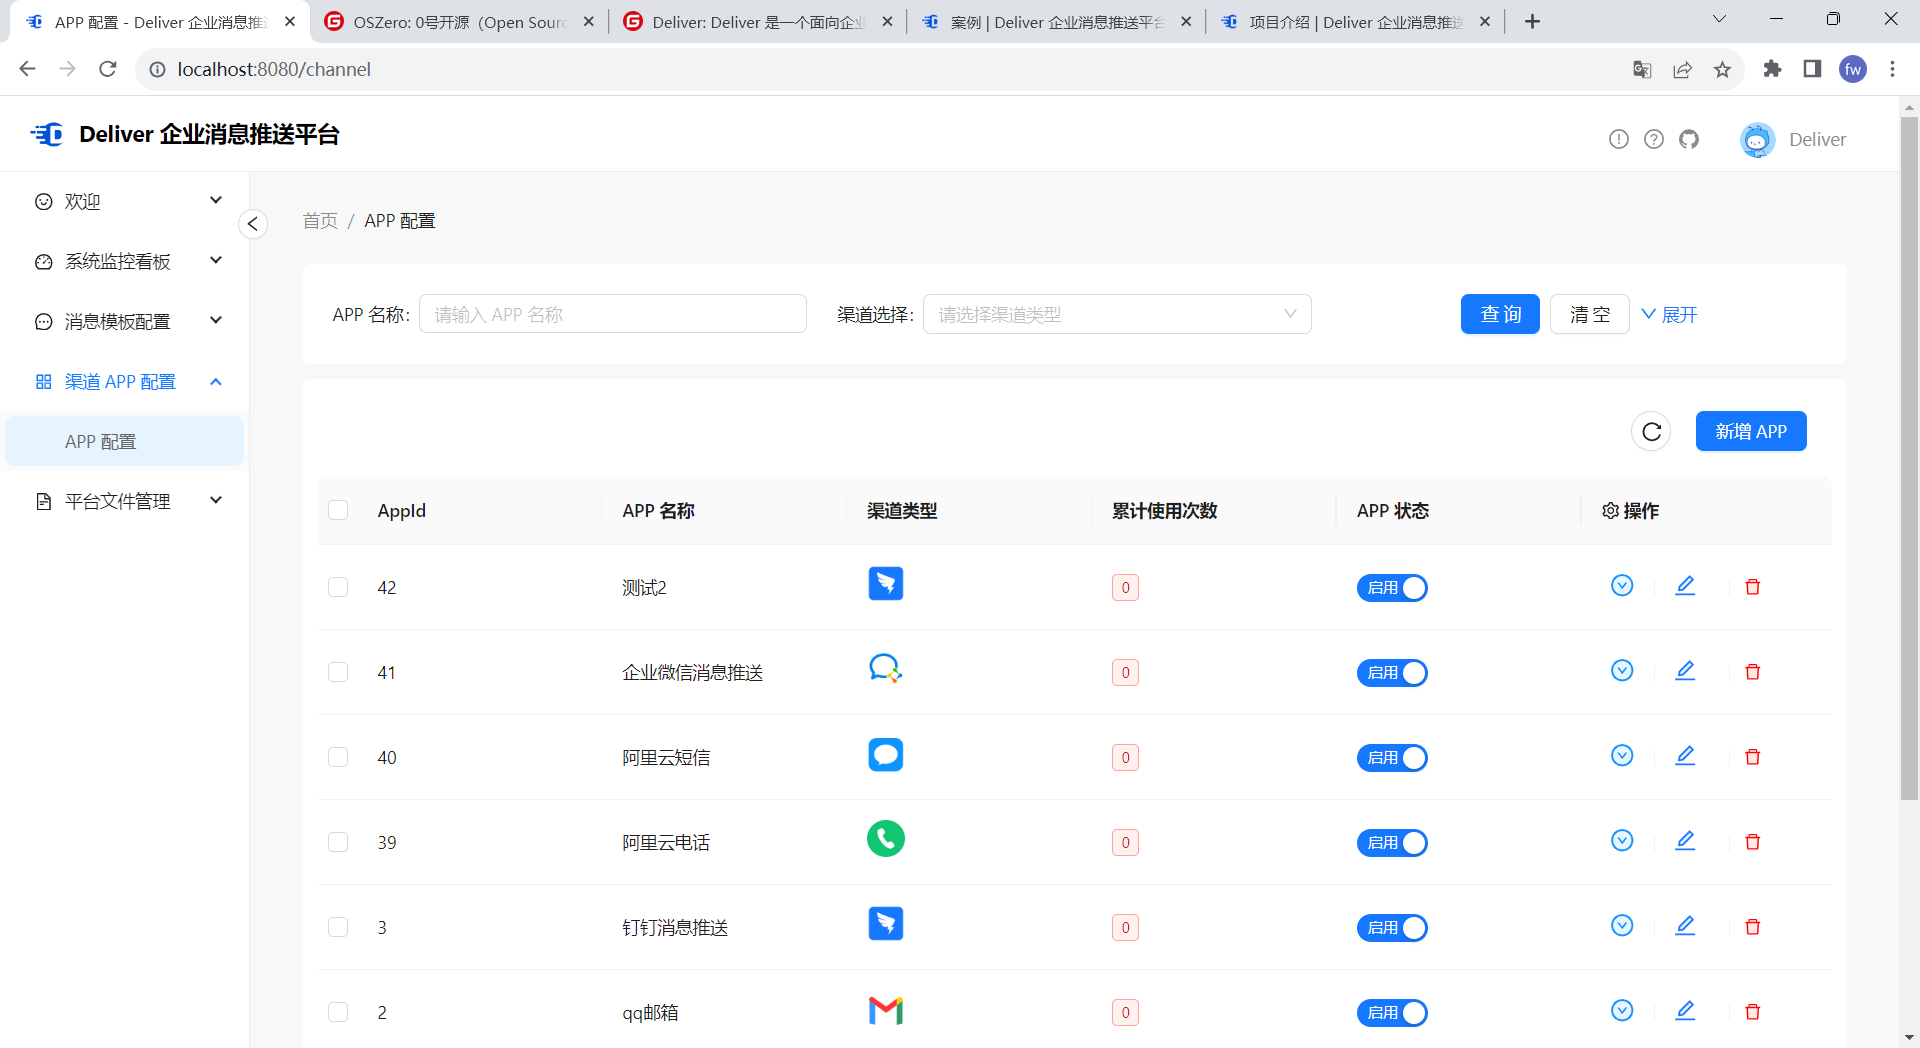 APP 配置 - Deliver 企业消息推
OSZero: 0号开源（Open Sour
Deliver: Deliver 是一个面向企业
案例 | Deliver 企业消息推送平台
项目介绍 | Deliver 企业消息推送
localhost:8080/channel
fw
Deliver 企业消息推送平台
Deliver
欢迎
系统监控看板
消息模板配置
渠道 APP 配置
APP 配置
平台文件管理
首页 / APP 配置
APP 名称: 请输入 APP 名称 渠道选择: 请选择渠道类型 查 询 清 空 展开
新增 APP
AppId APP 名称 渠道类型 累计使用次数 APP 状态 操作
42 测试2 0 启用
41 企业微信消息推送 0 启用
40 阿里云短信 0 启用
39 阿里云电话 0 启用
3 钉钉消息推送 0 启用
2 qq邮箱 0 启用